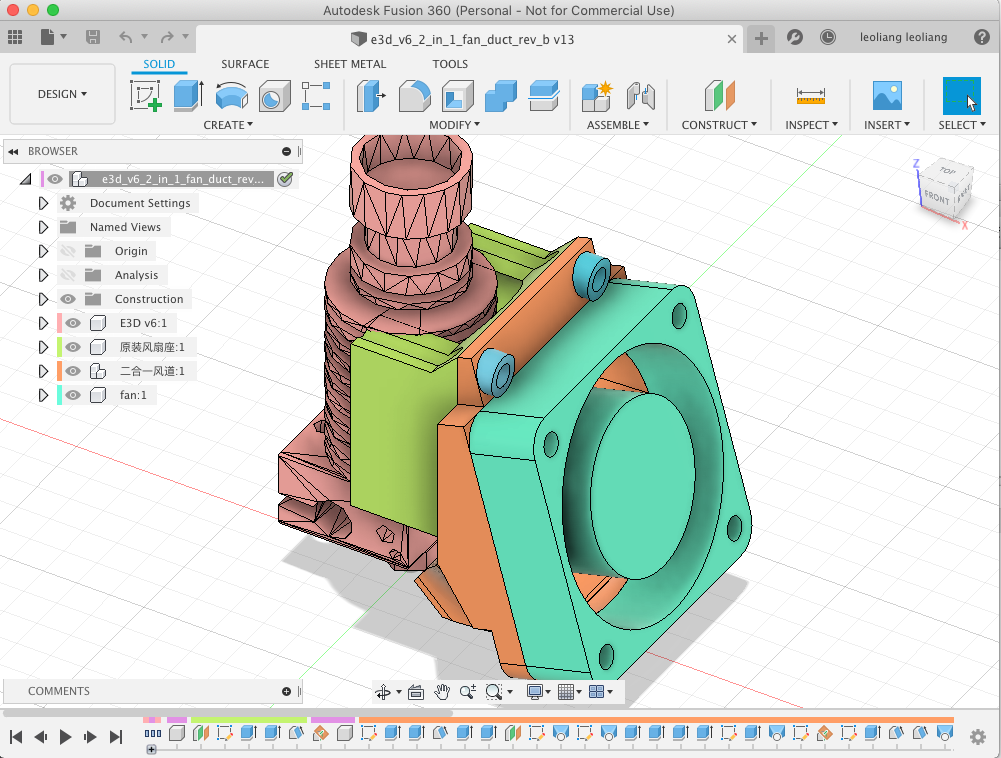 Autodesk Fusion 360 (Personal - Not for Commercial Use)
e3d_v6_2_in_1_fan_duct_rev_b v13
leoliang leoliang
SOLID SURFACE SHEET METAL TOOLS
DESIGN
CREATE MODIFY ASSEMBLE CONSTRUCT INSPECT INSERT SELECT
BROWSER
e3d_v6_2_in_1_fan_duct_rev...
Document Settings
Named Views
Origin
Analysis
Construction
E3D v6:1
原装风扇座:1
二合一风道:1
fan:1
Z
TOP
FRONT
RIGHT
X
COMMENTS